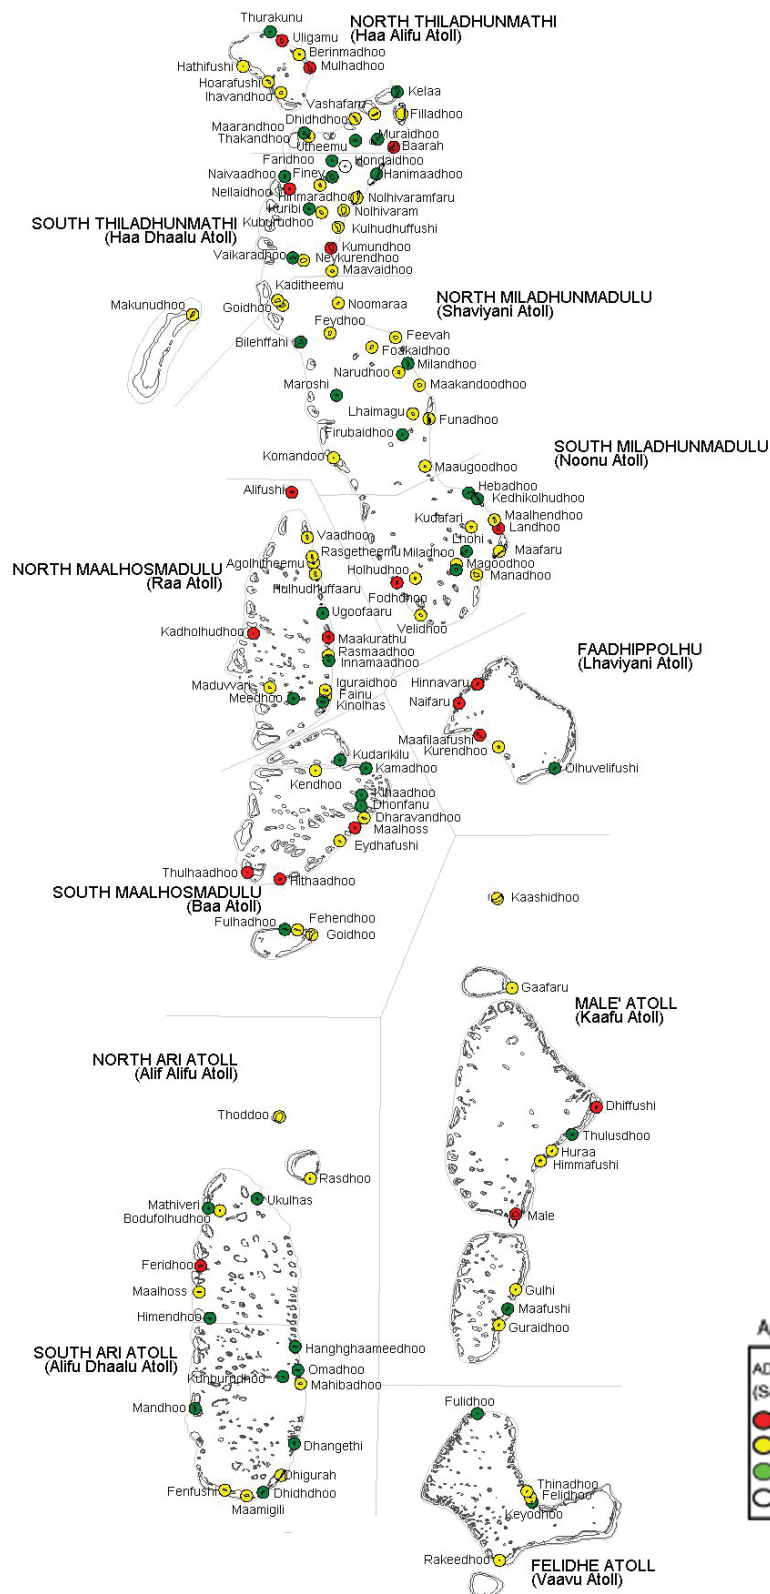 Thurakunu
NORTH THILADHUNMATHI
(Haa Alifu Atoll)
Uligamu
Berinmadhoo
Hathifushi
Mulhadhoo
Hoarafushi
Ihavandhoo
Kelaa
Vashafaru
Filladhoo
Dhidhdhoo
Maarandhoo
Thakandhoo
Muraidhoo
Utheemu
Baarah
Faridhoo
Hondaidhoo
Naivaadhoo
Finey
Hanimaadhoo
Nellaidhoo
Hirimaradhoo
Nolhivaramfaru
Kuribi
Nolhivaram
SOUTH THILADHUNMATHI
(Haa Dhaalu Atoll)
Kuburudhoo
Kulhudhuffushi
Kumundhoo
Vaikaradhoo
Neykurendhoo
Maavaidhoo
Kaditheemu
NORTH MILADHUNMADULU
(Shaviyani Atoll)
Makunudhoo
Goidhoo
Noomaraa
Feydhoo
Feevah
Bilehffahi
Foakaidhoo
Milandhoo
Narudhoo
Maakandoodhoo
Maroshi
Lhaimagu
Funadhoo
Firubaidhoo
SOUTH MILADHUNMADULU
(Noonu Atoll)
Komandoo
Maaugoodhoo
Alifushi
Hebadhoo
Kedhikolhudhoo
Maalhendhoo
Kudafari
Landhoo
Vaadhoo
Lhohi
Rasgetheemu
Miladhoo
Maafaru
NORTH MAALHOSMADULU
(Raa Atoll)
Agolhitheemu
Magoodhoo
Holhudhoo
Manadhoo
Hulhudhuffaaru
Fodhdhoo
Ugoofaaru
Velidhoo
Kadholhudhoo
Maakurathu
Rasmaadhoo
Innamaadhoo
FAADHIPPOLHU
(Lhaviyani Atoll)
Hinnavaru
Maduvvari
Iguraidhoo
Fainu
Meedhoo
Kinolhas
Naifaru
Maafilaafushi
Kurendhoo
Kudarikilu
Kamadhoo
Olhuvelifushi
Kendhoo
Kihaadhoo
Dhonfanu
Dharavandhoo
Maalhoss
Eydhafushi
Thulhaadhoo
Hithaadhoo
SOUTH MAALHOSMADULU
(Baa Atoll)
Kaashidhoo
Fulhadhoo
Fehendhoo
Goidhoo
Gaafaru
MALE' ATOLL
(Kaafu Atoll)
NORTH ARI ATOLL
(Alif Alifu Atoll)
Thoddoo
Dhiffushi
Thulusdhoo
Huraa
Himmafushi
Rasdhoo
Mathiveri
Ukulhas
Bodufolhudhoo
Male
Feridhoo
Maalhoss
Gulhi
Himendhoo
Maafushi
Guraidhoo
SOUTH ARI ATOLL
(Alifu Dhaalu Atoll)
Hanghghaameedhoo
Omadhoo
Kunburudhoo
Mahibadhoo
Mandhoo
Fulidhoo
Dhangethi
Dhigurah
Thinadhoo
Felidhoo
Fenfushi
Dhidhdhoo
Maamigili
Keyodhoo
Rakeedhoo
FELIDHE ATOLL
(Vaavu Atoll)